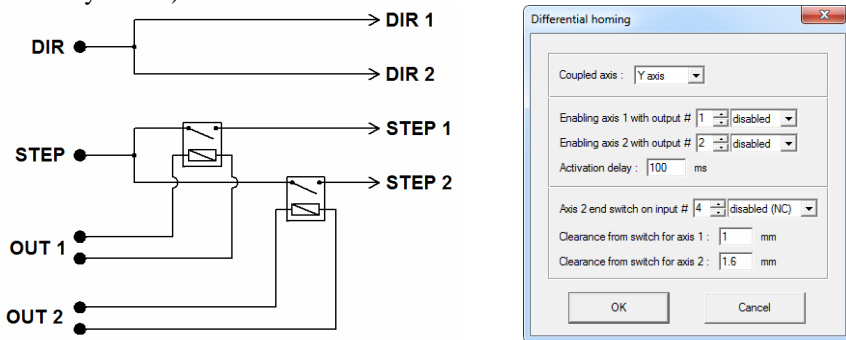 DIR
DIR 1
DIR 2
STEP
STEP 1
STEP 2
OUT 1
OUT 2
Differential homing
Coupled axis : Y axis
Enabling axis 1 with output # 1 disabled
Enabling axis 2 with output # 2 disabled
Activation delay : 100 ms
Axis 2 end switch on input # 4 disabled (NC)
Clearance from switch for axis 1 : 1 mm
Clearance from switch for axis 2 : 1.6 mm
OK Cancel